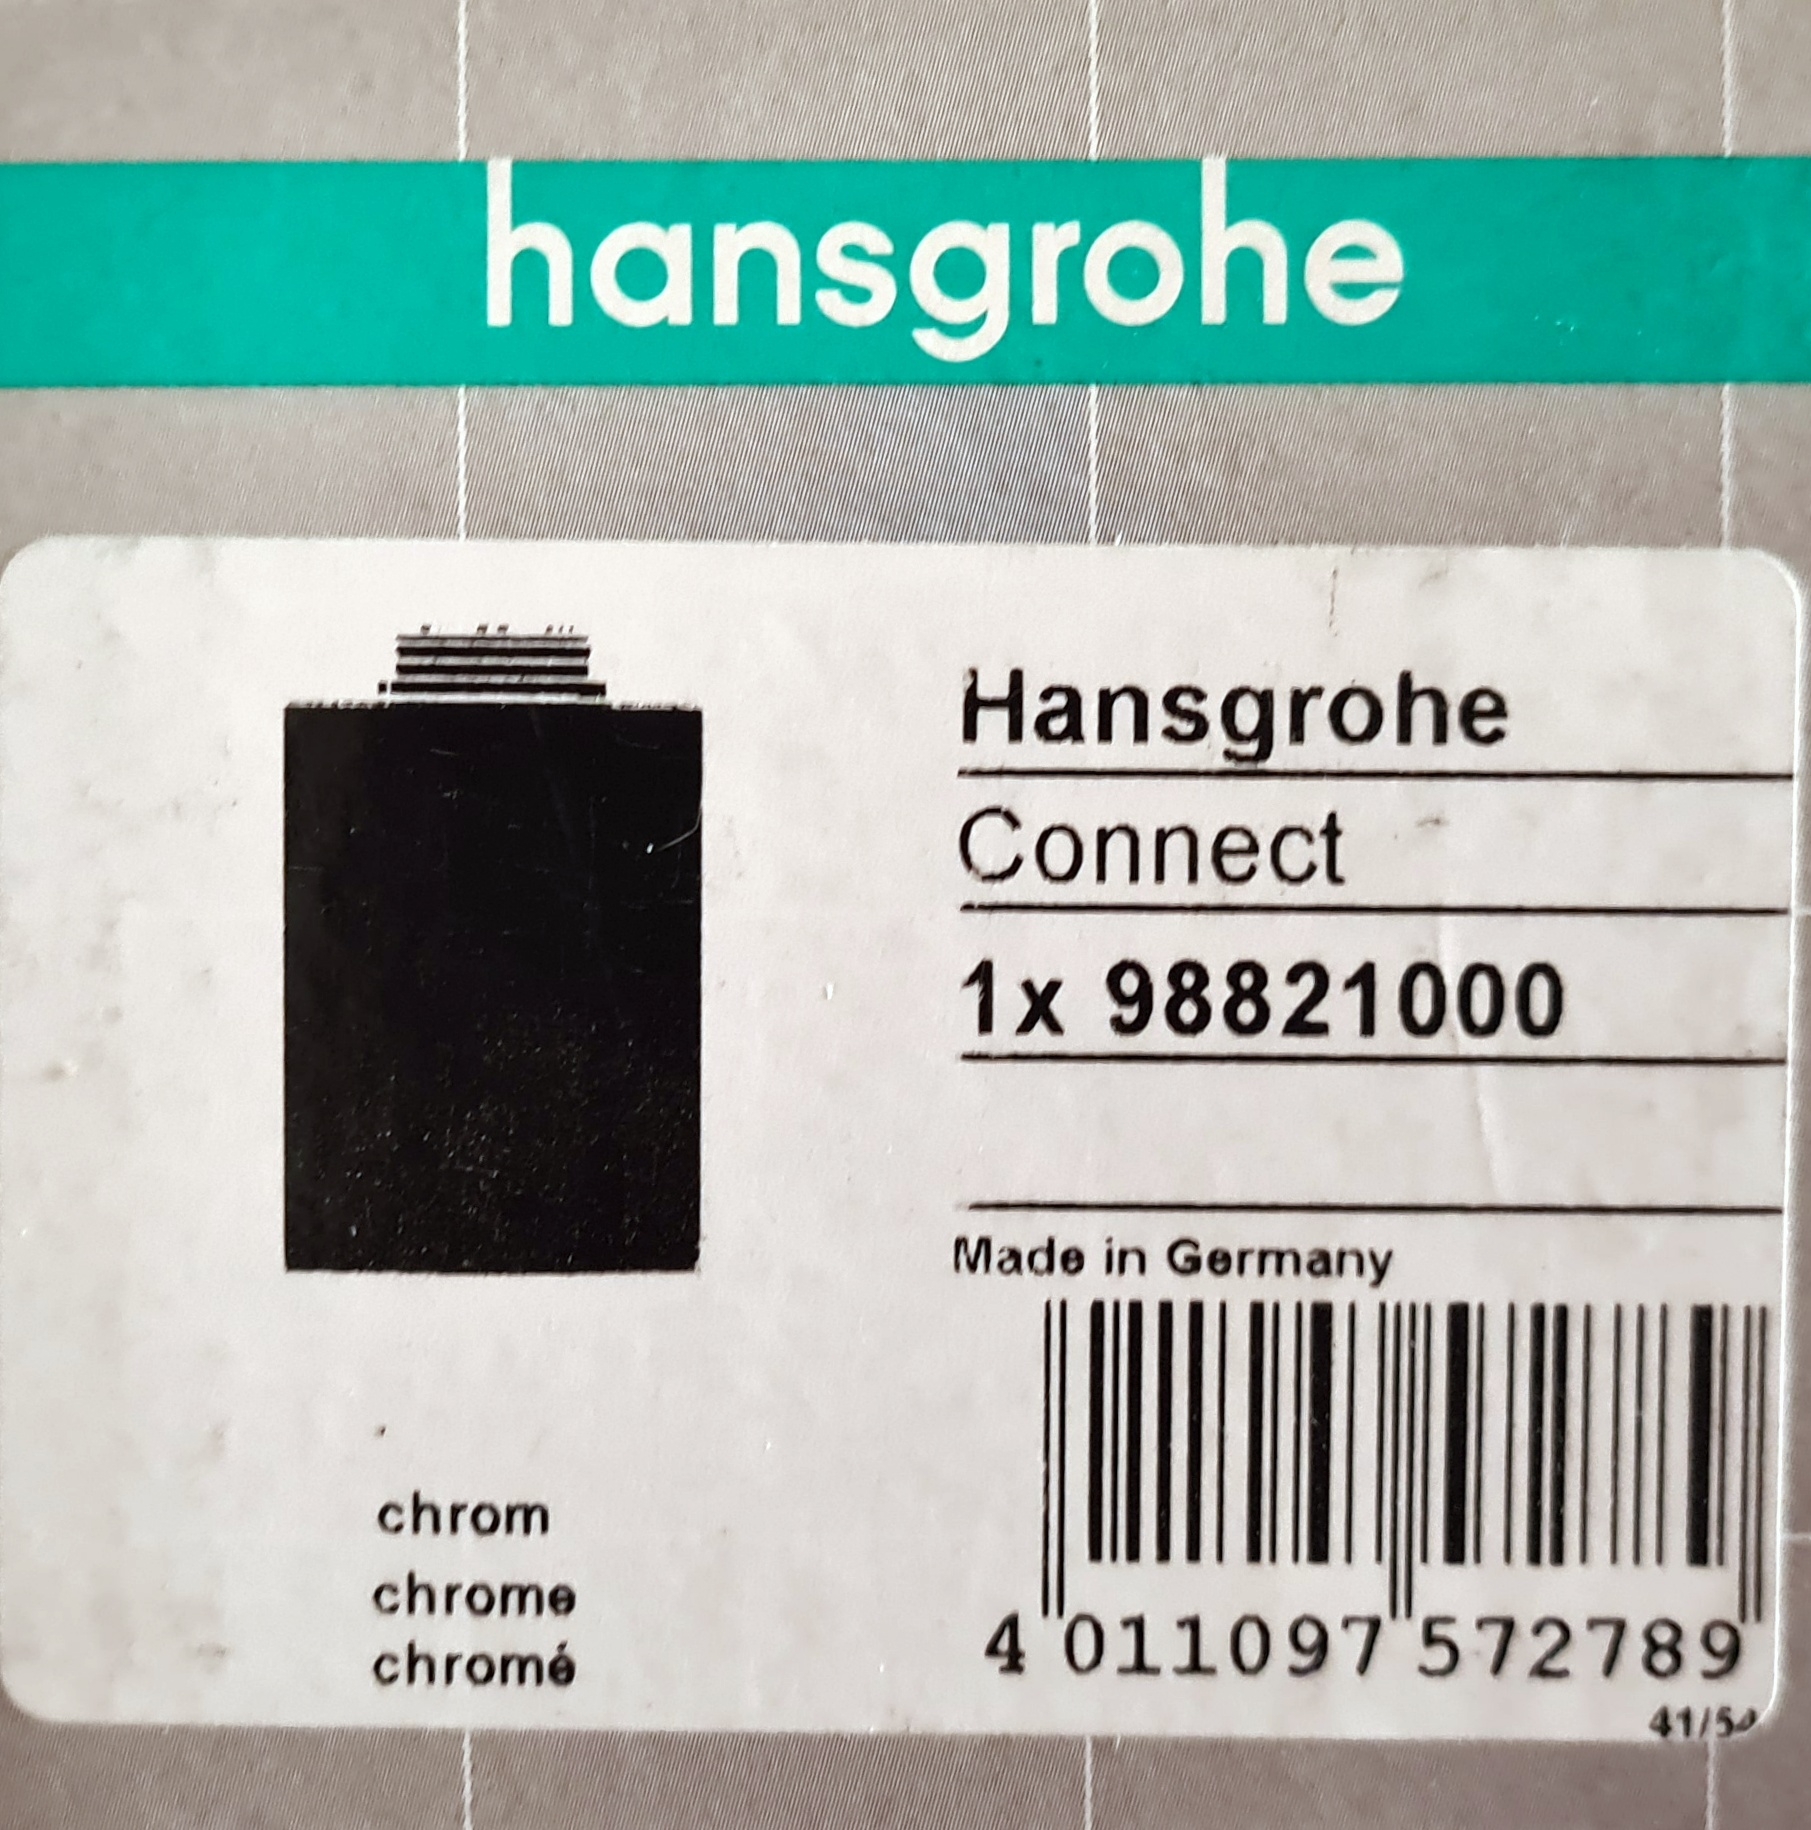 hansgrohe
Hansgrohe
Connect
1x 98821000
Made in Germany
chrom
chrome
chromé
4 011097 572789